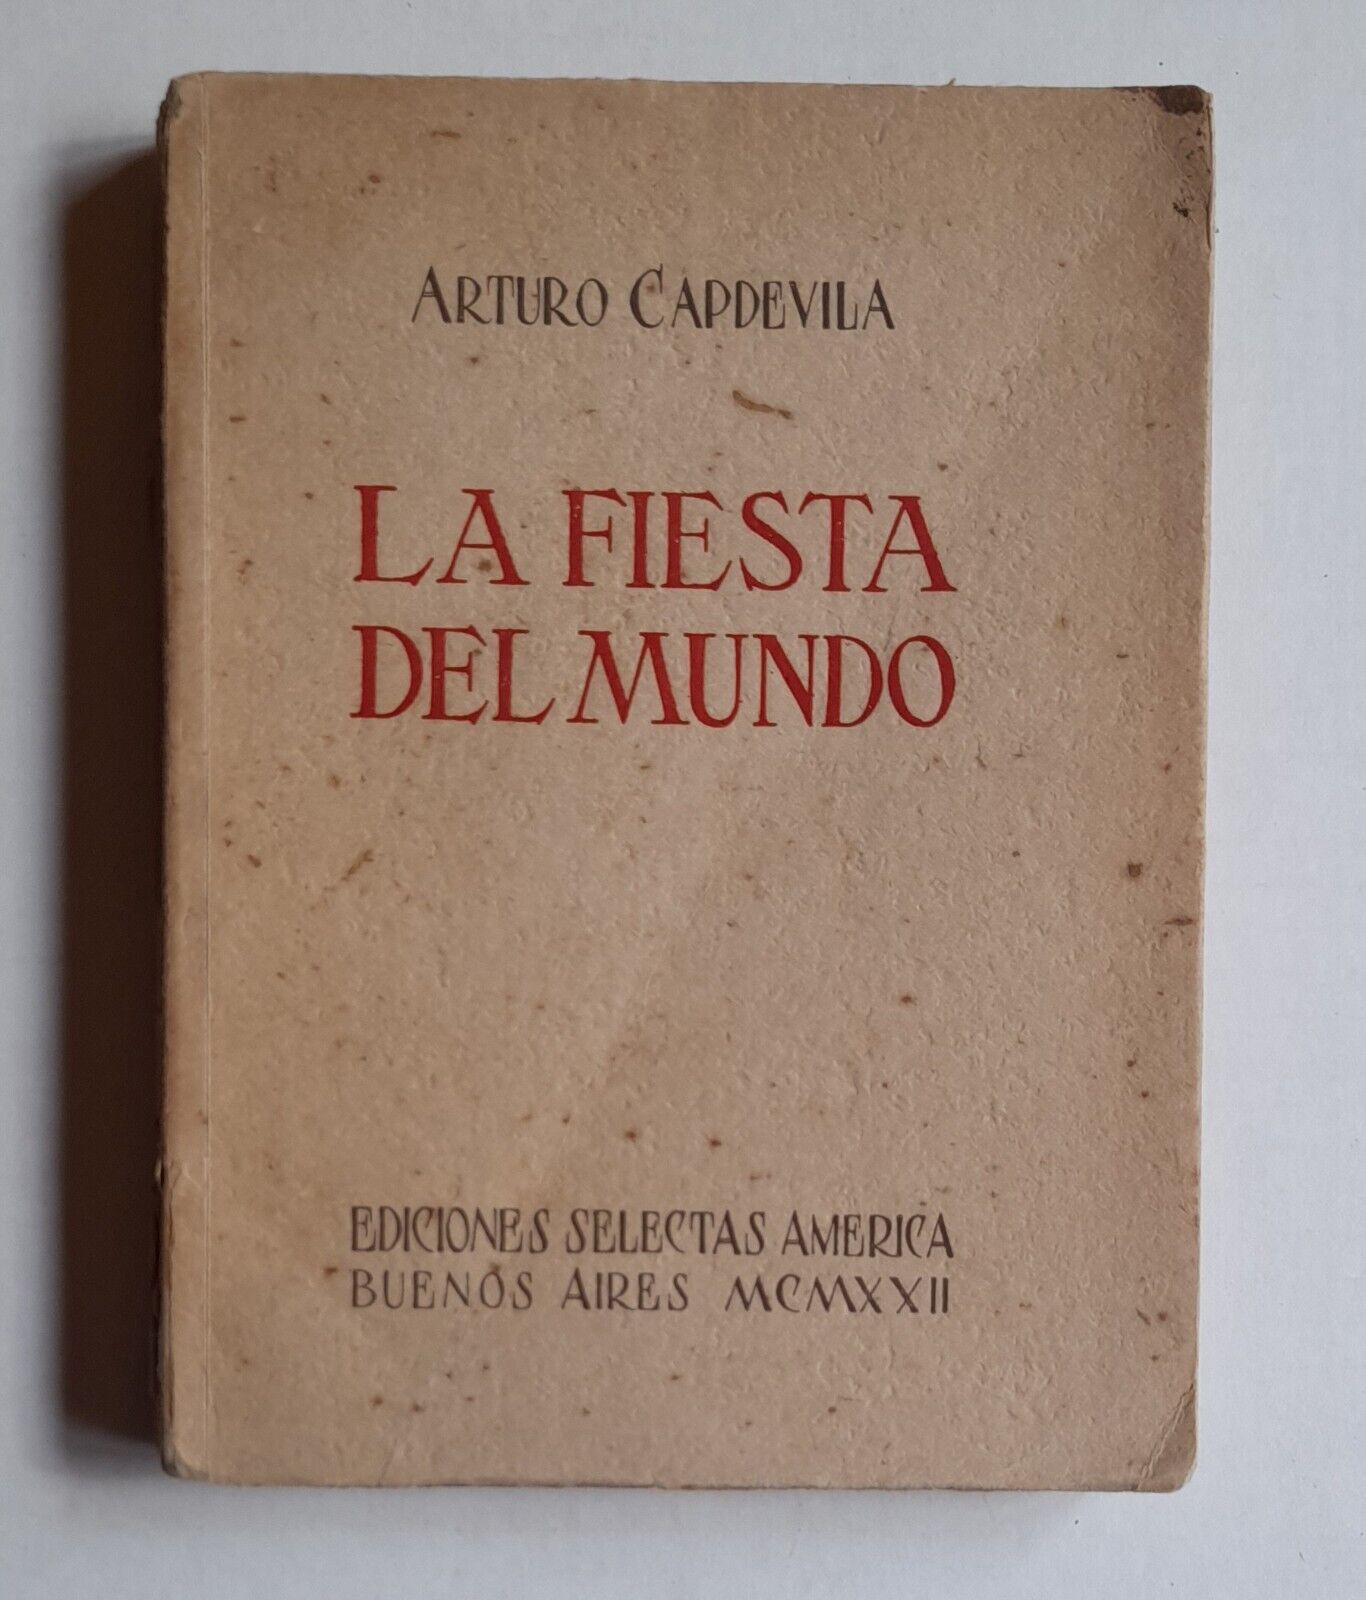 ARTURO CAPDEVILA
LA FIESTA
DEL MUNDO
EDICIONES SELECTAS AMERICA
BUENOS AIRES MCMXXII